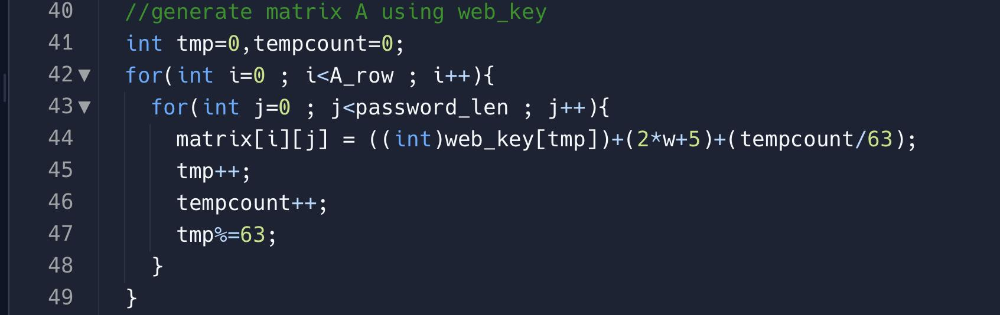 40 //generate matrix A using web_key
41 int tmp=0,tempcount=0;
42▼ for(int i=0 ; i<A_row ; i++){
43▼ for(int j=0 ; j<password_len ; j++){
44 matrix[i][j] = ((int)web_key[tmp])+(2*w+5)+(tempcount/63);
45 tmp++;
46 tempcount++;
47 tmp%=63;
48 }
49 }